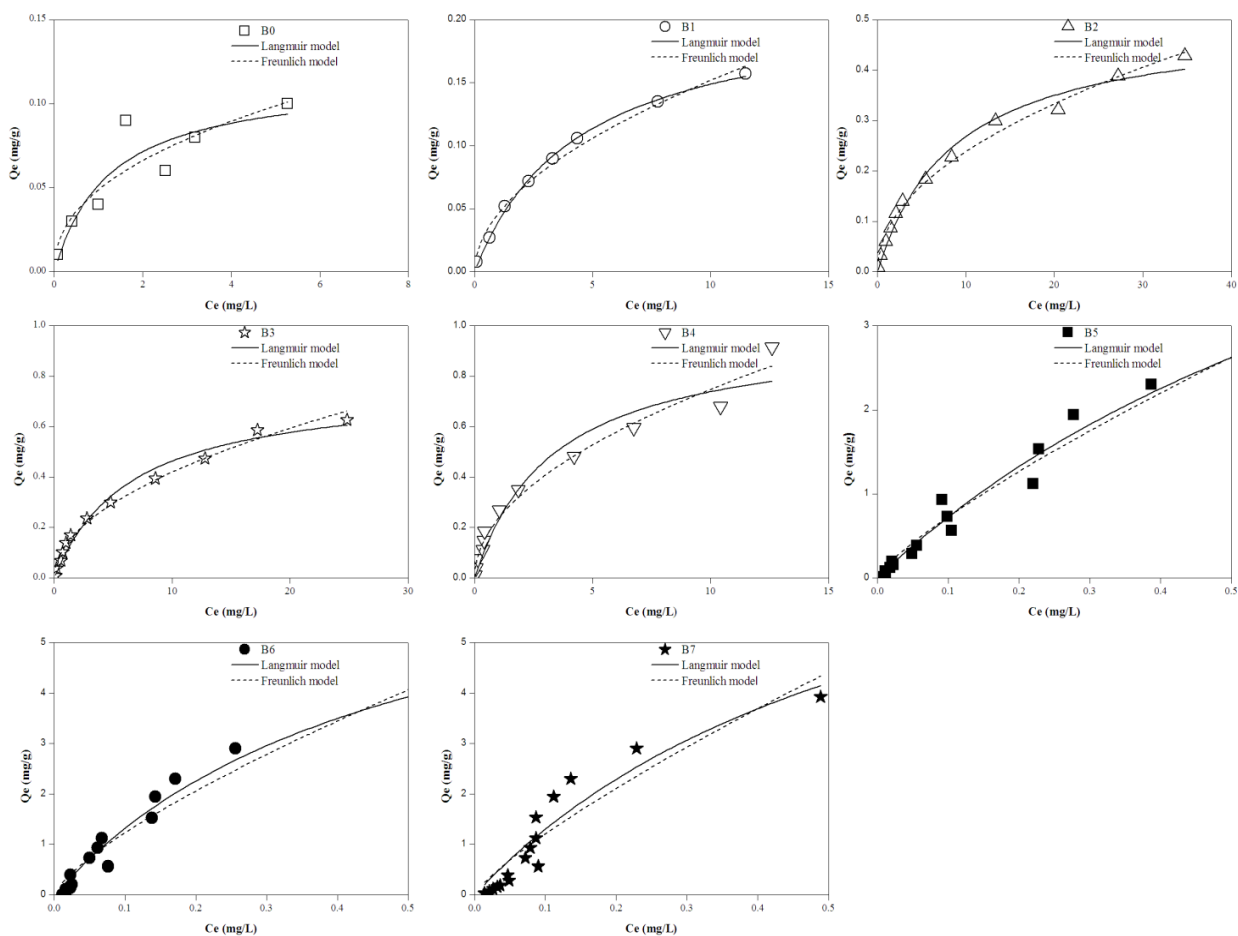 B0
Langmuir model
Freunlich model
0.15
0.10
0.05
0.00
Qe (mg/g)
0 2 4 6 8
Ce (mg/L)
B1
Langmuir model
Freunlich model
0.20
0.15
0.10
0.05
0.00
Qe (mg/g)
0 5 10 15
Ce (mg/L)
B2
Langmuir model
Freunlich model
0.5
0.4
0.3
0.2
0.1
0.0
Qe (mg/g)
0 10 20 30 40
Ce (mg/L)
B3
Langmuir model
Freunlich model
1.0
0.8
0.6
0.4
0.2
0.0
Qe (mg/g)
0 10 20 30
Ce (mg/L)
B4
Langmuir model
Freunlich model
1.0
0.8
0.6
0.4
0.2
0.0
Qe (mg/g)
0 5 10 15
Ce (mg/L)
B5
Langmuir model
Freunlich model
3
2
1
0
Qe (mg/g)
0.0 0.1 0.2 0.3 0.4 0.5
Ce (mg/L)
B6
Langmuir model
Freunlich model
5
4
3
2
1
0
Qe (mg/g)
0.0 0.1 0.2 0.3 0.4 0.5
Ce (mg/L)
B7
Langmuir model
Freunlich model
5
4
3
2
1
0
Qe (mg/g)
0.0 0.1 0.2 0.3 0.4 0.5
Ce (mg/L)